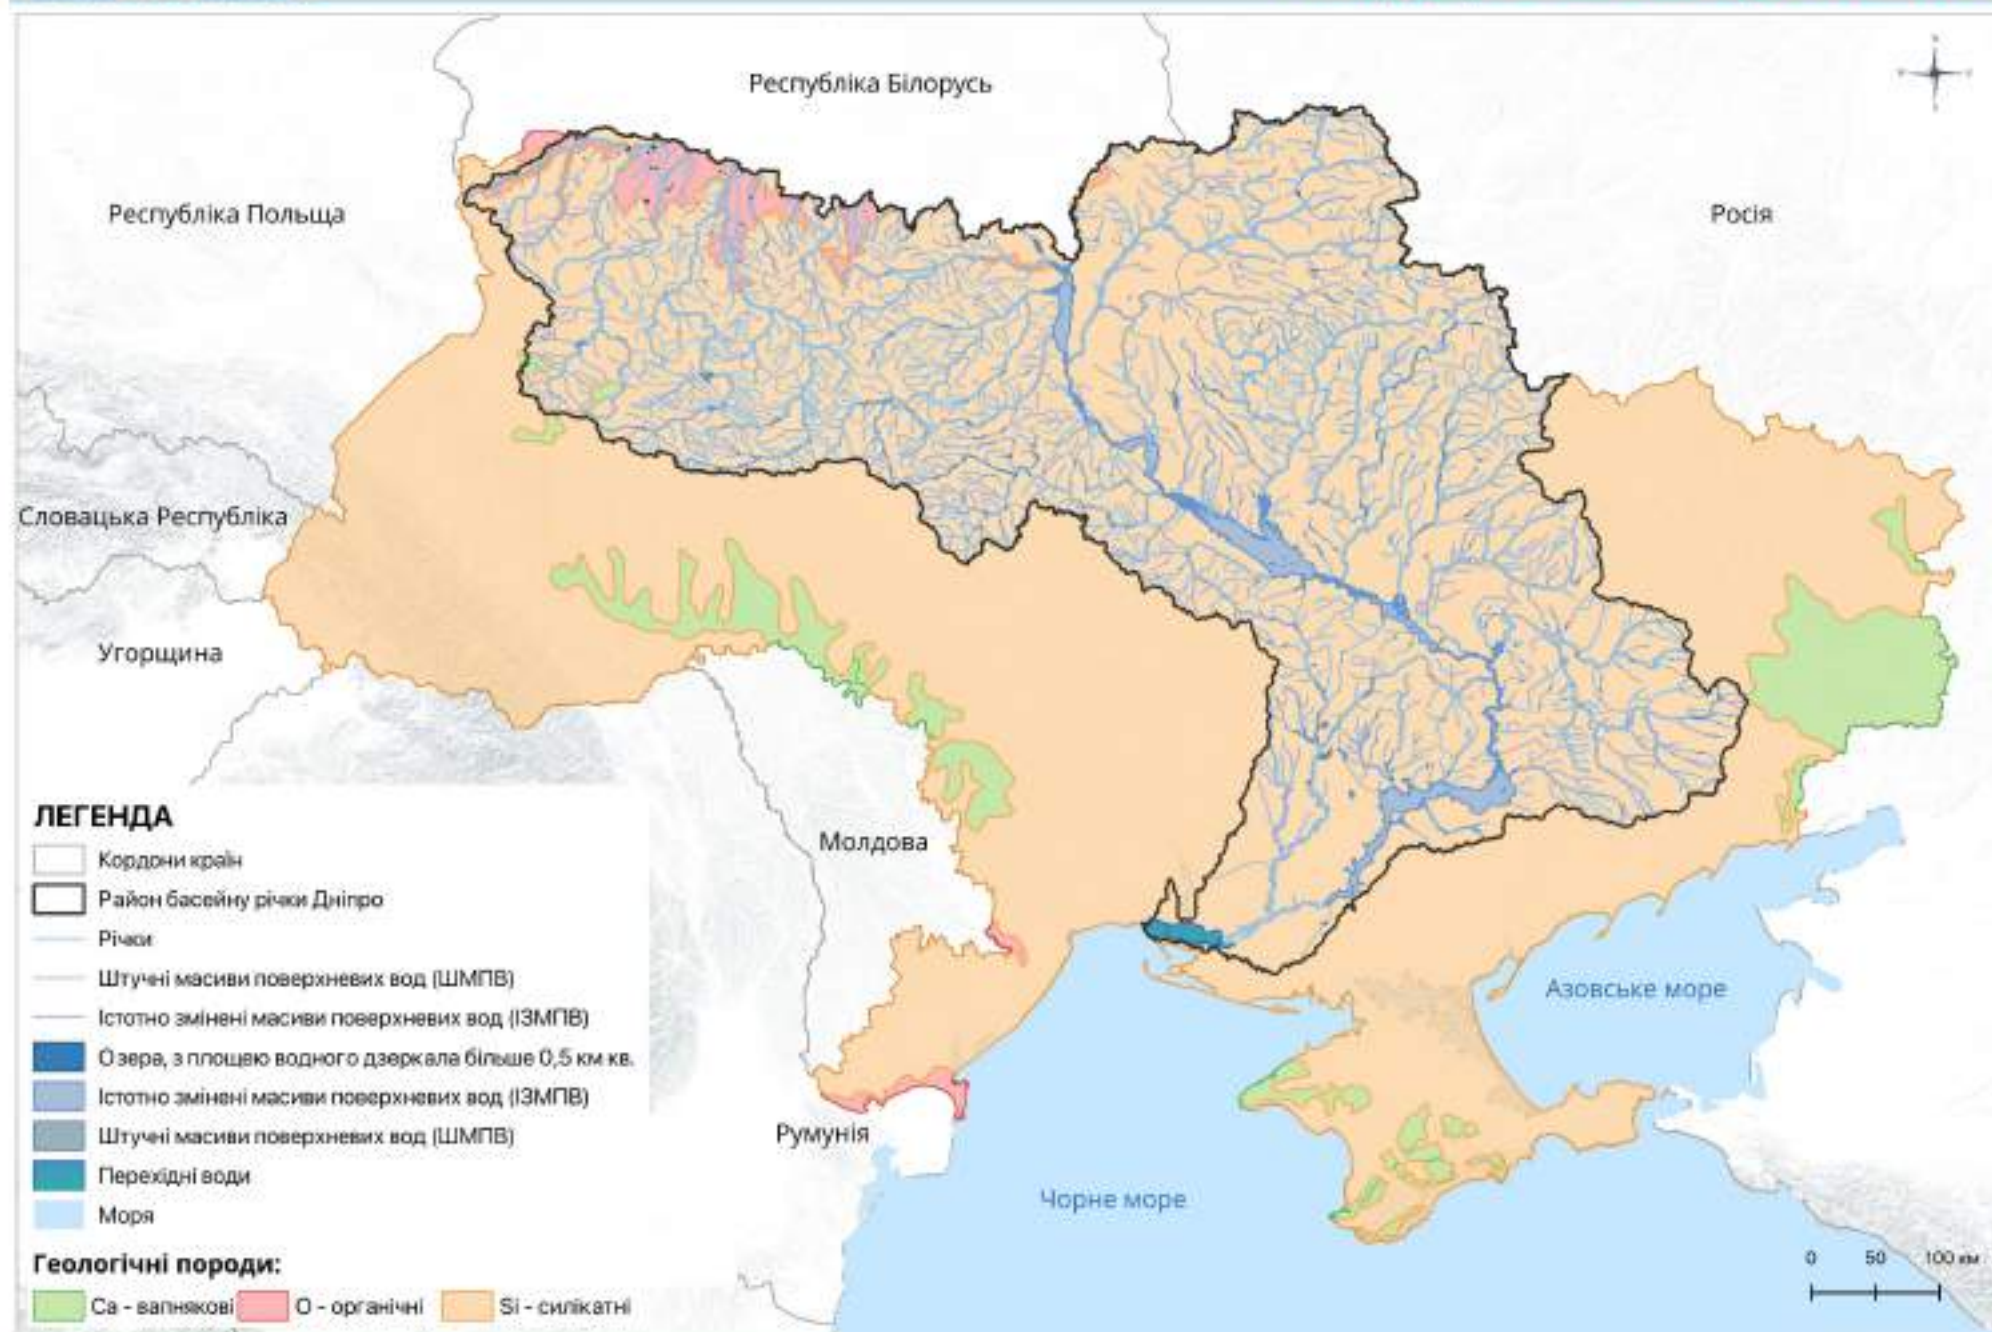 Республіка Білорусь
Республіка Польща
Росія
Словацька Республіка
Угорщина
Молдова
Румунія
Азовське море
Чорне море
ЛЕГЕНДА
Кордони країн
Район басейну річки Дніпро
Річки
Штучні масиви поверхневих вод (ШМПВ)
Істотно змінені масиви поверхневих вод (ІЗМПВ)
Озера, з площею водного дзеркала більше 0,5 км кв.
Істотно змінені масиви поверхневих вод (ІЗМПВ)
Штучні масиви поверхневих вод (ШМПВ)
Перехідні води
Моря
Геологічні породи:
Ca - вапнякові O - органічні Si - силікатні
0 50 100 км